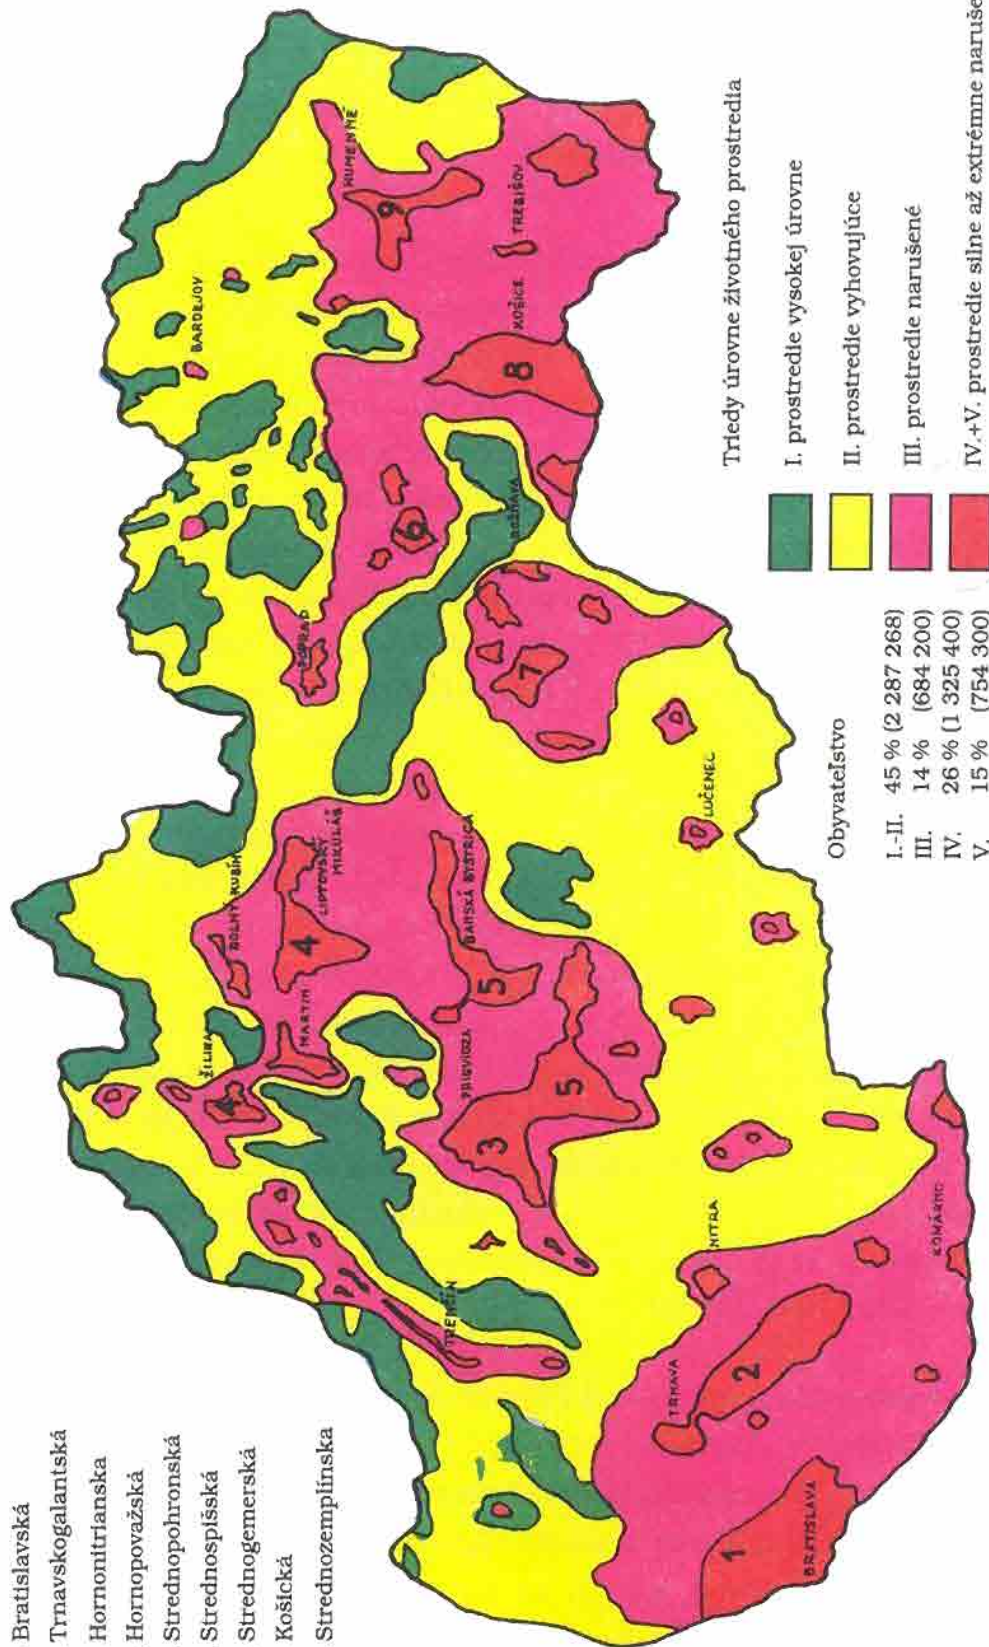 Bratislavská
Trnavskogalantská
Hornonitrianska
Hornopovažská
Strednopohronská
Strednospišská
Strednogemerská
Košická
Strednozemplínska
ŽILINA
DOLNÝ KUBÍN
MARTIN
LIPTOVSKÝ
MIKULÁŠ
POPRAD
BARDEJOV
HUMENNÉ
TRENČÍN
PRIEVIDZA
BANSKÁ BYSTRICA
ROŽŇAVA
KOŠICE
TREBIŠOV
TRNAVA
NITRA
LUČENEC
BRATISLAVA
KOMÁRNO
1
2
3
4
4
5
5
6
7
8
9
Obyvateľstvo
I.-II. 45 % (2 287 268)
III. 14 % (684 200)
IV. 26 % (1 325 400)
V. 15 % (754 300)
Triedy úrovne životného prostredia
I. prostredie vysokej úrovne
II. prostredie vyhovujúce
III. prostredie narušené
IV.+V. prostredie silne až extrémne naruše